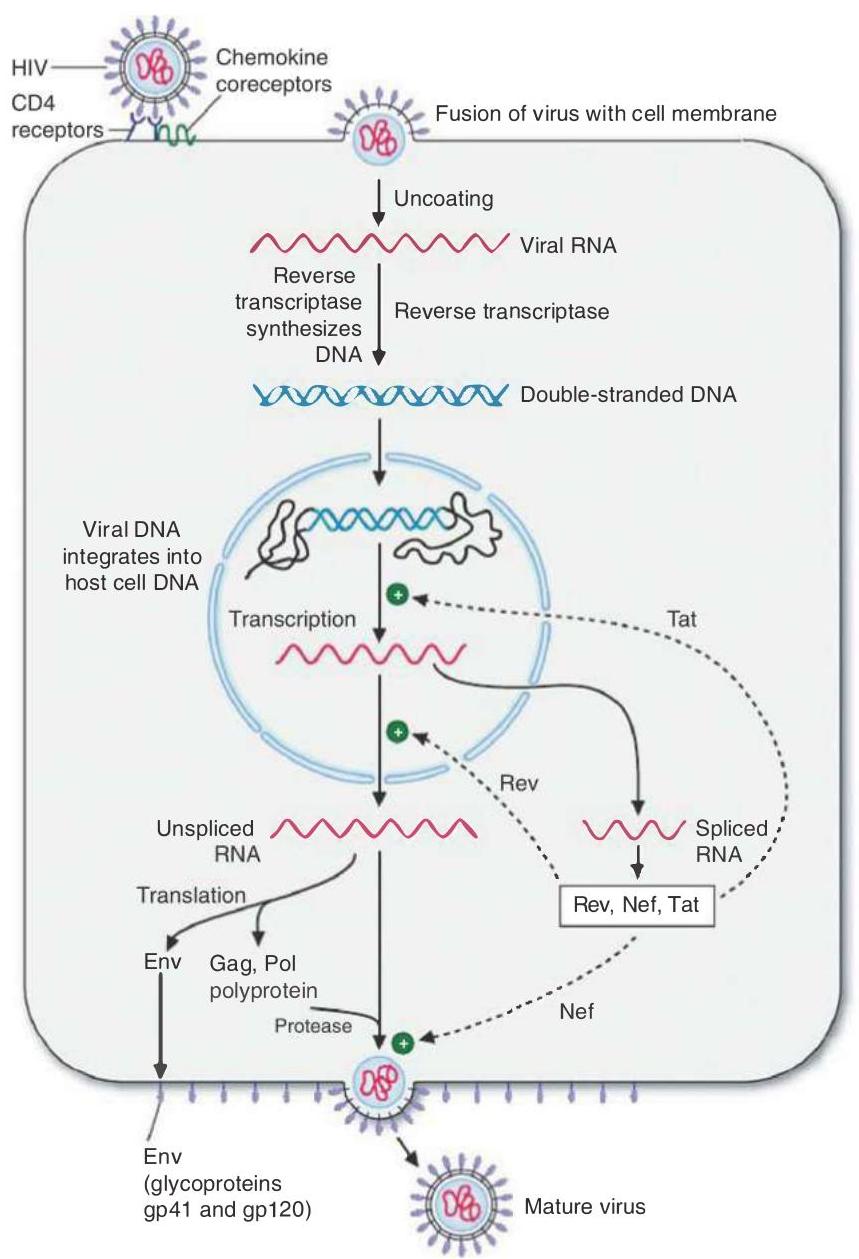 HIV
Chemokine
coreceptors
CD4
receptors
Fusion of virus with cell membrane
Uncoating
Viral RNA
Reverse
transcriptase
synthesizes
DNA
Reverse transcriptase
Double-stranded DNA
Viral DNA
integrates into
host cell DNA
+
Transcription
Tat
+
Rev
Unspliced
RNA
Spliced
RNA
Translation
Rev, Nef, Tat
Env
Gag, Pol
polyprotein
Nef
Protease
+
Env
(glycoproteins
gp41 and gp120)
Mature virus